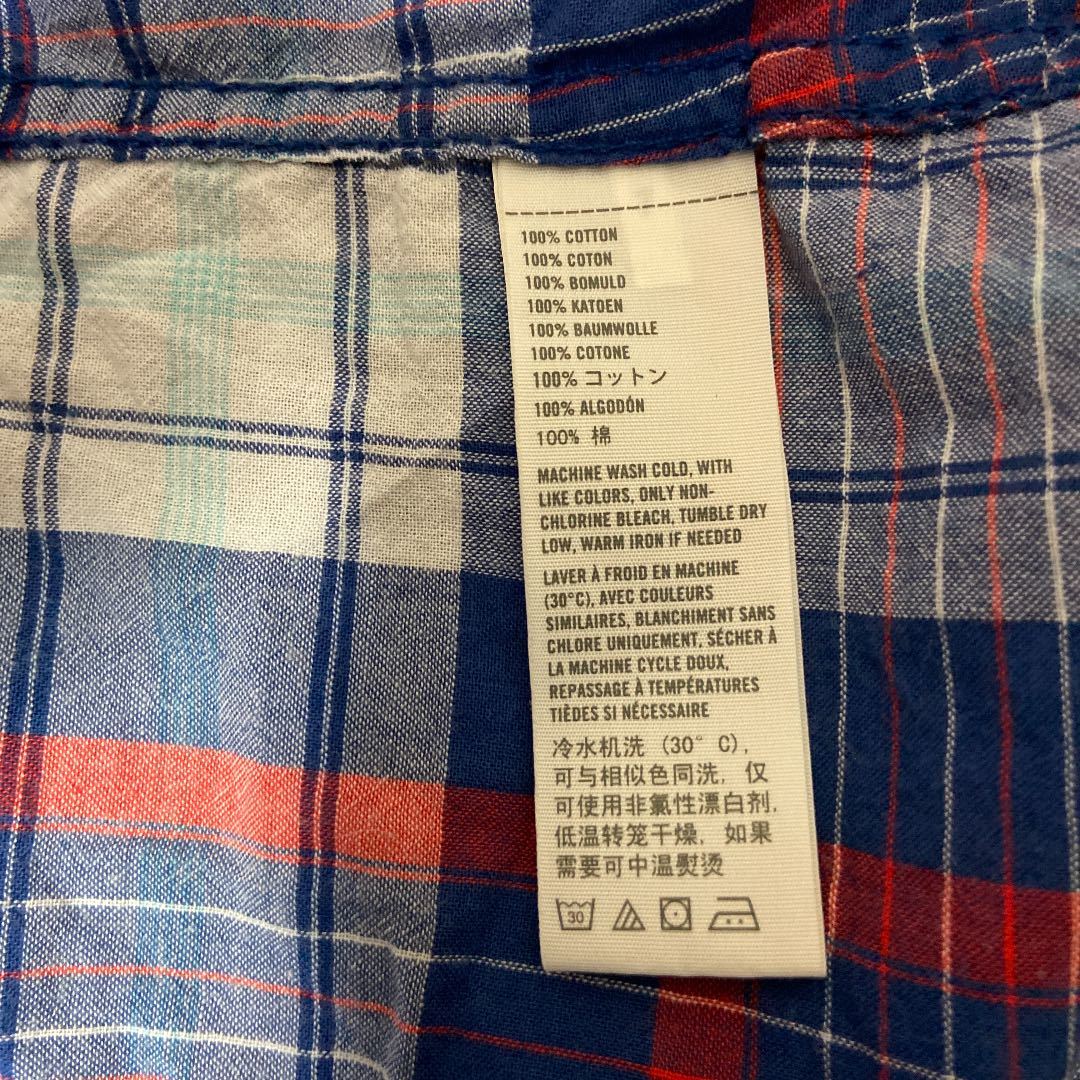 100% COTTON
100% COTON
100% BOMULD
100% KATOEN
100% BAUMWOLLE
100% COTONE
100% コットン
100% ALGODÓN
100% 棉
MACHINE WASH COLD, WITH
LIKE COLORS, ONLY NON-
CHLORINE BLEACH, TUMBLE DRY
LOW, WARM IRON IF NEEDED
LAVER À FROID EN MACHINE
(30°C), AVEC COULEURS
SIMILAIRES, BLANCHIMENT SANS
CHLORE UNIQUEMENT, SÉCHER À
LA MACHINE CYCLE DOUX,
REPASSAGE À TEMPÉRATURES
TIÈDES SI NÉCESSAIRE
冷水机洗 (30° C),
可与相似色同洗, 仅
可使用非氯性漂白剂,
低温转笼干燥, 如果
需要可中温熨烫
30